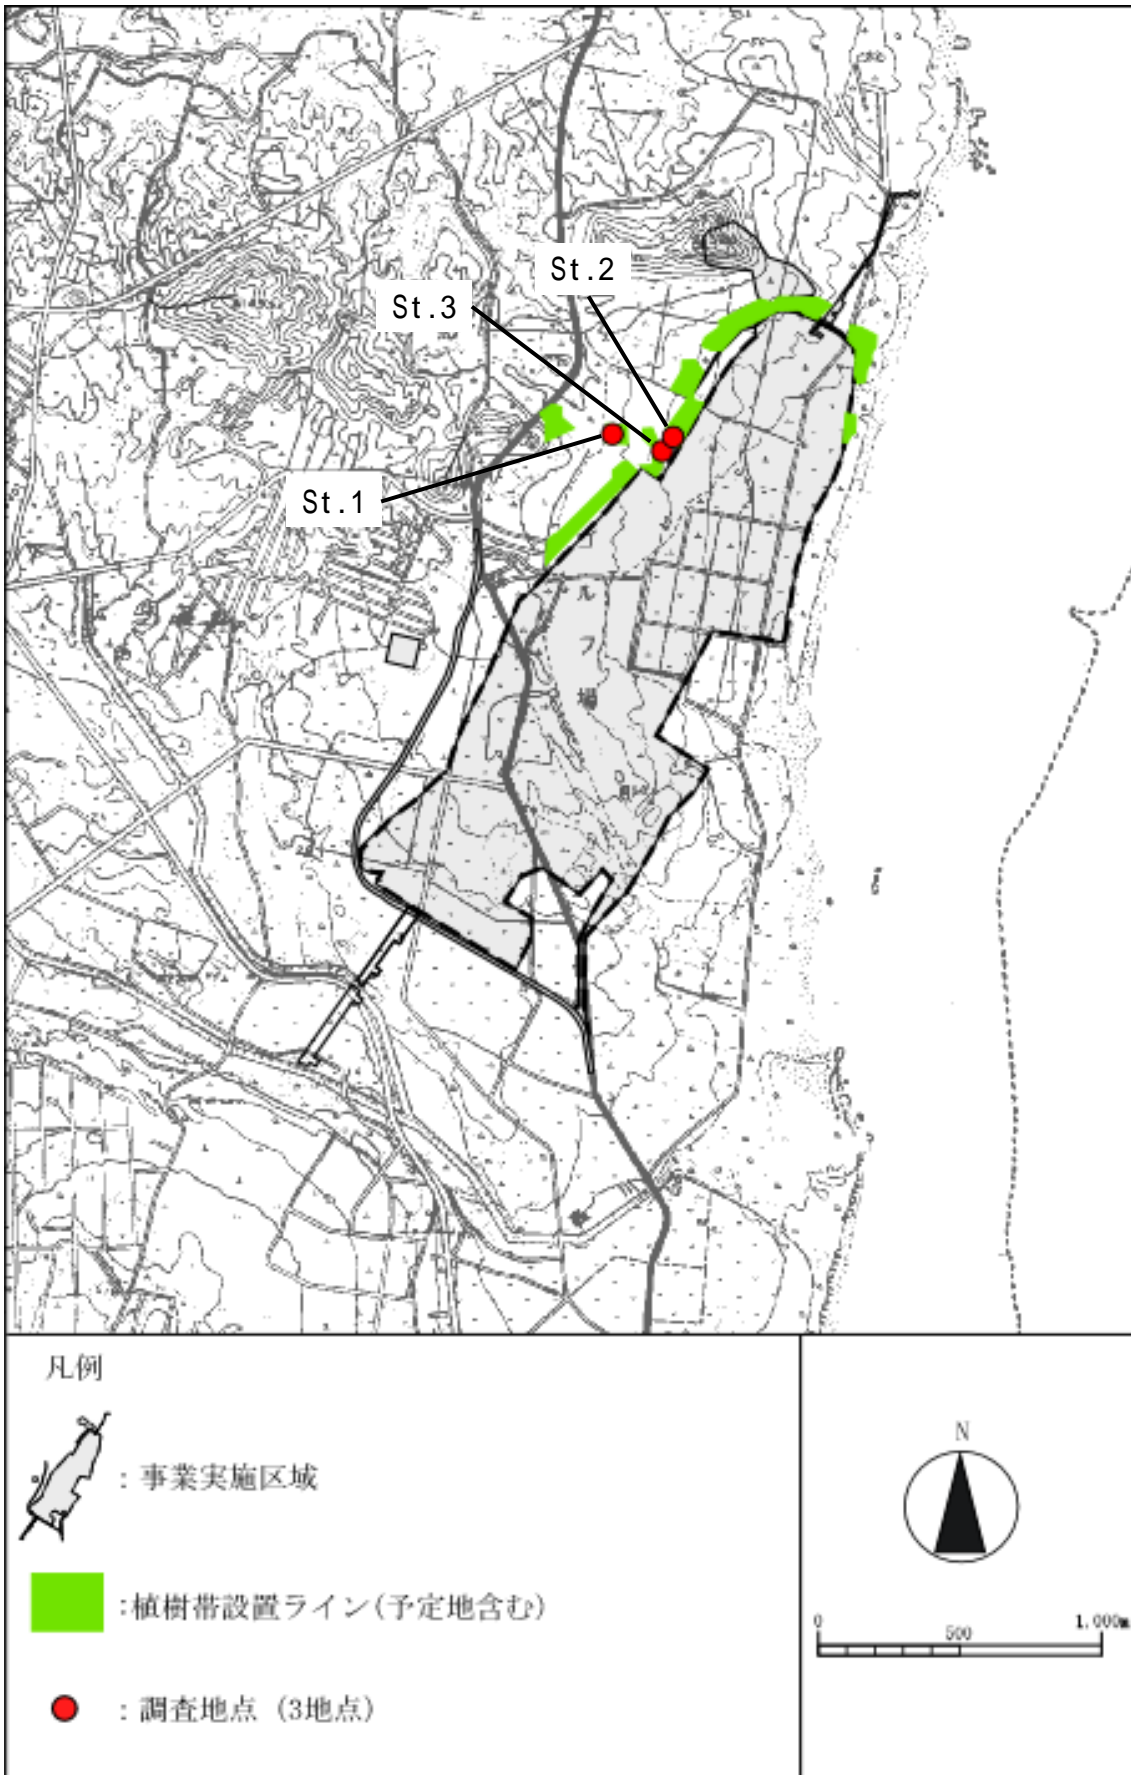 St.2
St.3
St.1
ルフ場
凡例
：事業実施区域
：植樹帯設置ライン(予定地含む)
：調査地点（3地点）
N
0 500 1,000m